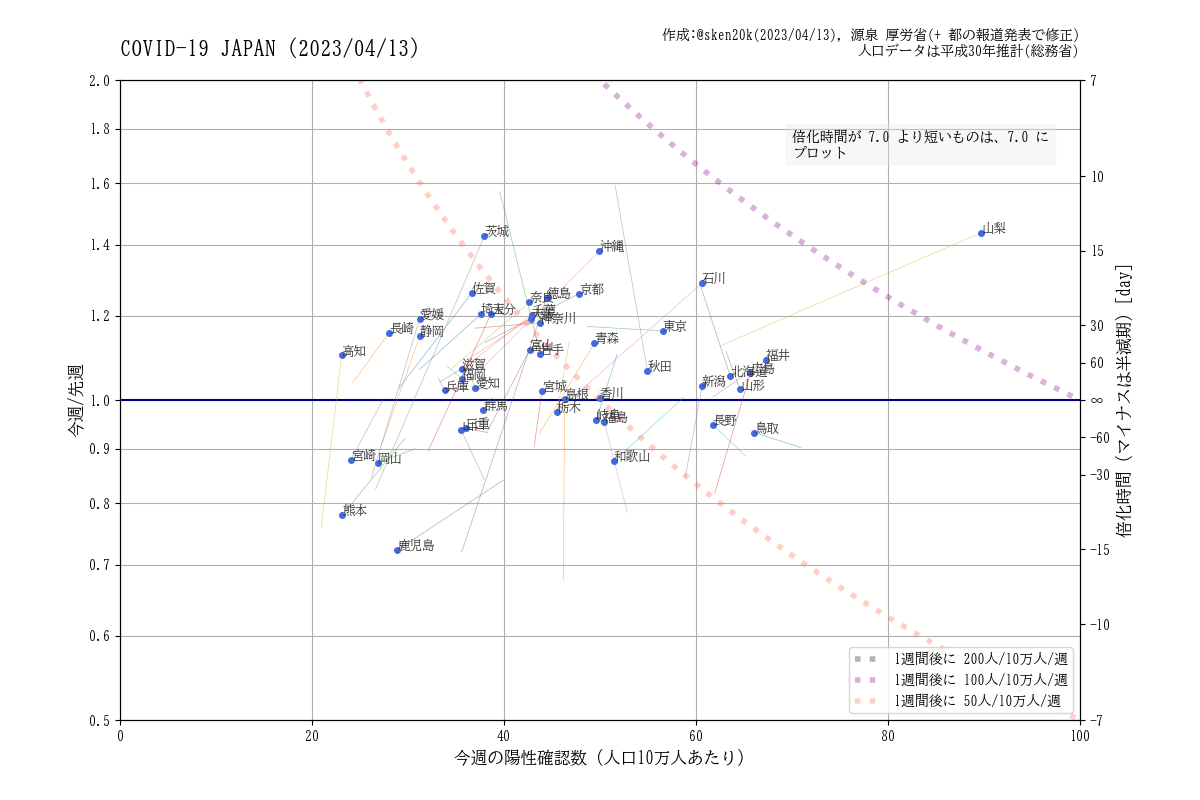 COVID-19 JAPAN (2023/04/13)
作成:@sken20k(2023/04/13), 源泉 厚労省(+ 都の報道発表で修正)
人口データは平成30年推計(総務省)
倍化時間が 7.0 より短いものは、7.0 に
プロット
2.0
1.8
1.6
1.4
1.2
1.0
0.9
0.8
0.7
0.6
0.5
今週/先週
7
10
15
30
60
∞
-60
-30
-15
-10
-7
倍化時間 (マイナスは半減期) [day]
山梨
茨城
沖縄
石川
佐賀
奈良
徳島
京都
愛媛
埼玉
大分
千葉
神奈川
長崎
静岡
東京
青森
高知
富山
岩手
滋賀
福岡
秋田
福井
北海道
広島
兵庫
愛知
宮城
島根
香川
新潟
山形
群馬
栃木
岐阜
福島
山口
三重
長野
鳥取
宮崎
岡山
和歌山
熊本
鹿児島
1週間後に 200人/10万人/週
1週間後に 100人/10万人/週
1週間後に 50人/10万人/週
0 20 40 60 80 100
今週の陽性確認数 (人口10万人あたり)